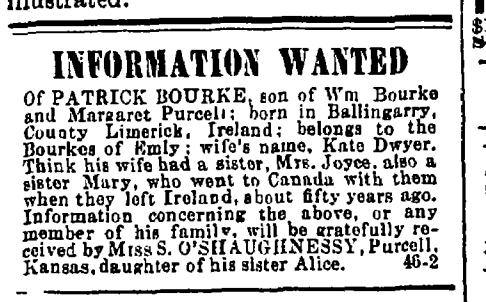 illustrated.
INFORMATION WANTED
Of PATRICK BOURKE, son of Wm Bourke
and Margaret Purcell; born in Ballingarry,
County Limerick, Ireland; belongs to the
Bourkes of Emly; wife's name, Kate Dwyer.
Think his wife had a sister, Mrs. Joyce, also a
sister Mary, who went to Canada with them
when they left Ireland, about fifty years ago.
Information concerning the above, or any
member of his family, will be gratefully re-
ceived by Miss S. O'SHAUGHNESSY, Purcell,
Kansas, daughter of his sister Alice. 46-2